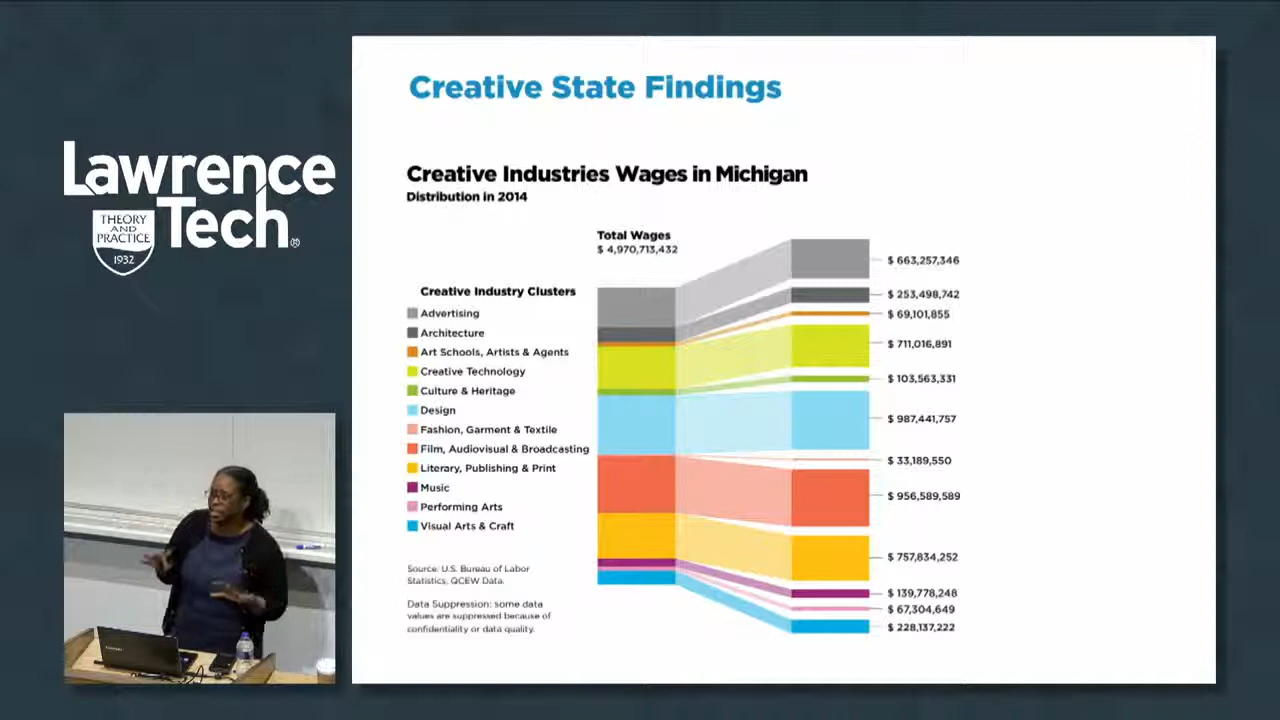 Lawrence
Tech®
THEORY
AND
PRACTICE
1932
Creative State Findings
Creative Industries Wages in Michigan
Distribution in 2014
Total Wages
$ 4,970,713,432
Creative Industry Clusters
Advertising
Architecture
Art Schools, Artists & Agents
Creative Technology
Culture & Heritage
Design
Fashion, Garment & Textile
Film, Audiovisual & Broadcasting
Literary, Publishing & Print
Music
Performing Arts
Visual Arts & Craft
$ 663,257,346
$ 253,498,742
$ 69,101,855
$ 711,016,891
$ 103,563,331
$ 987,441,757
$ 33,189,550
$ 956,589,589
$ 757,834,252
$ 139,778,248
$ 67,304,649
$ 228,137,222
Source: U.S. Bureau of Labor
Statistics, QCEW Data.
Data Suppression: some data
values are suppressed because of
confidentiality or data quality.